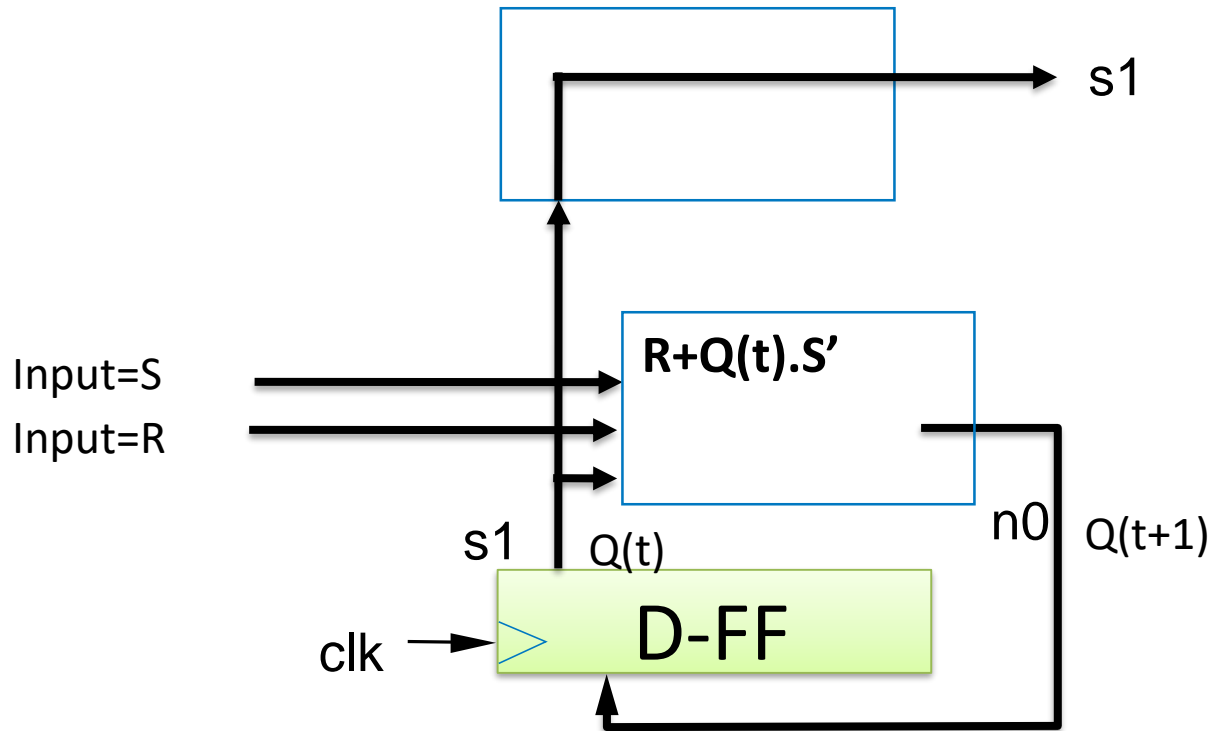 s1
R+Q(t).S’
Input=S
Input=R
n0
Q(t+1)
s1
Q(t)
D-FF
clk